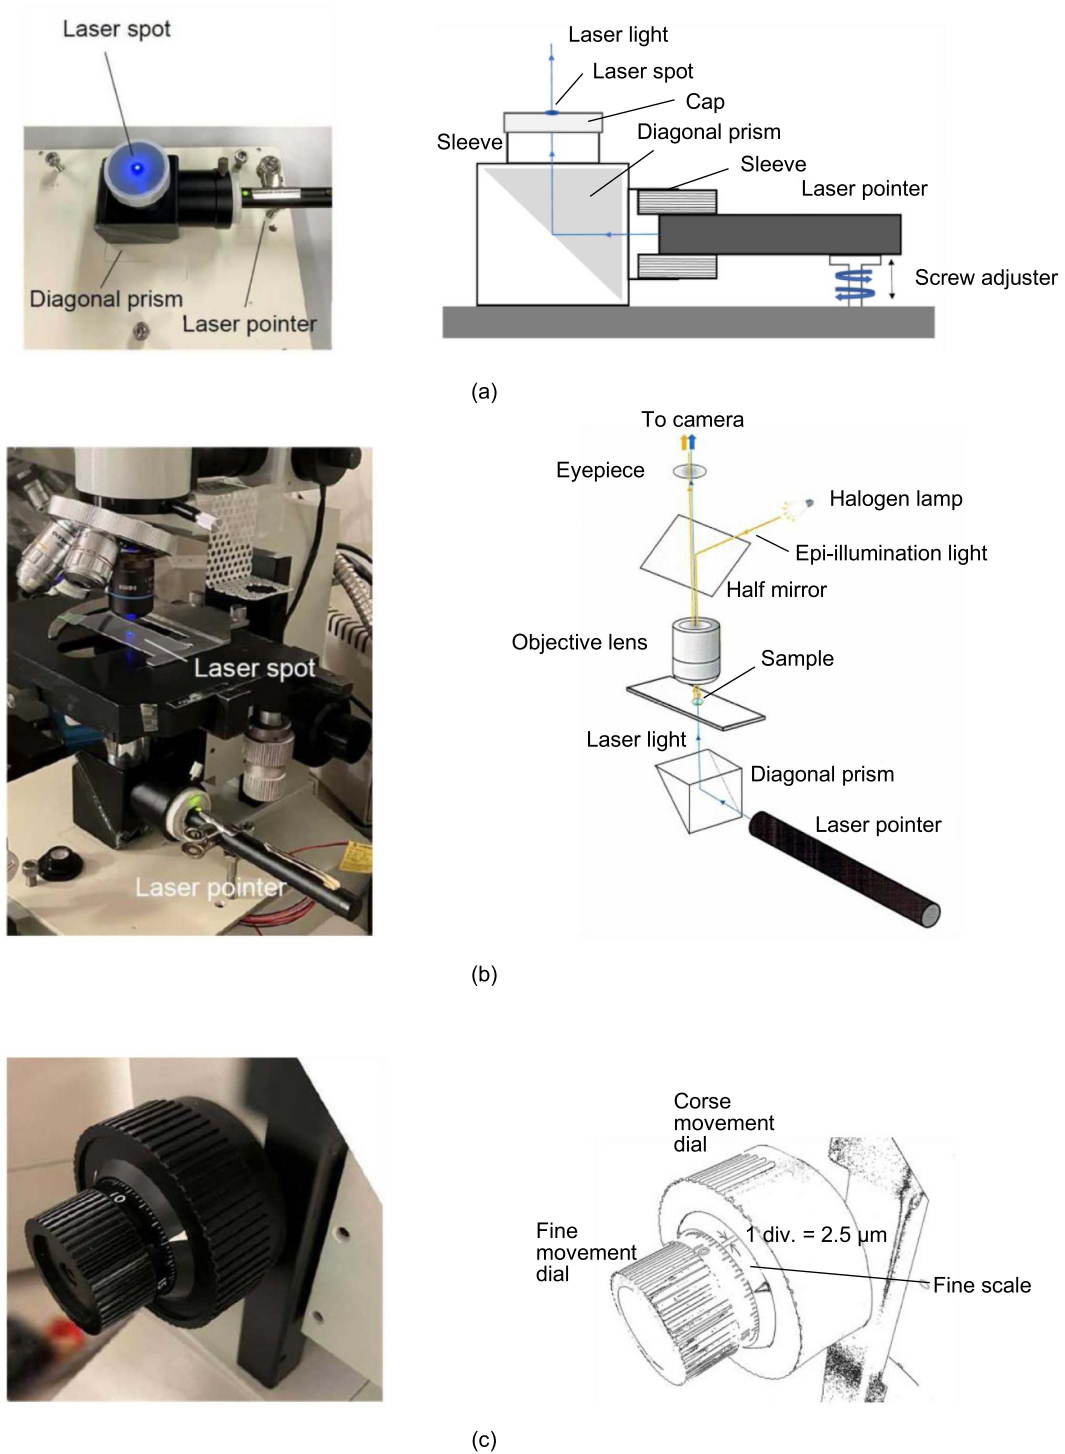 Laser spot
Diagonal prism
Laser pointer
Laser light
Laser spot
Cap
Diagonal prism
Sleeve
Sleeve
Laser pointer
Screw adjuster
(a)
Laser spot
Laser pointer
To camera
Eyepiece
Halogen lamp
Epi-illumination light
Half mirror
Objective lens
Sample
Laser light
Diagonal prism
Laser pointer
(b)
10
Corse
movement
dial
Fine
movement
dial
1 div. = 2.5 µm
Fine scale
(c)